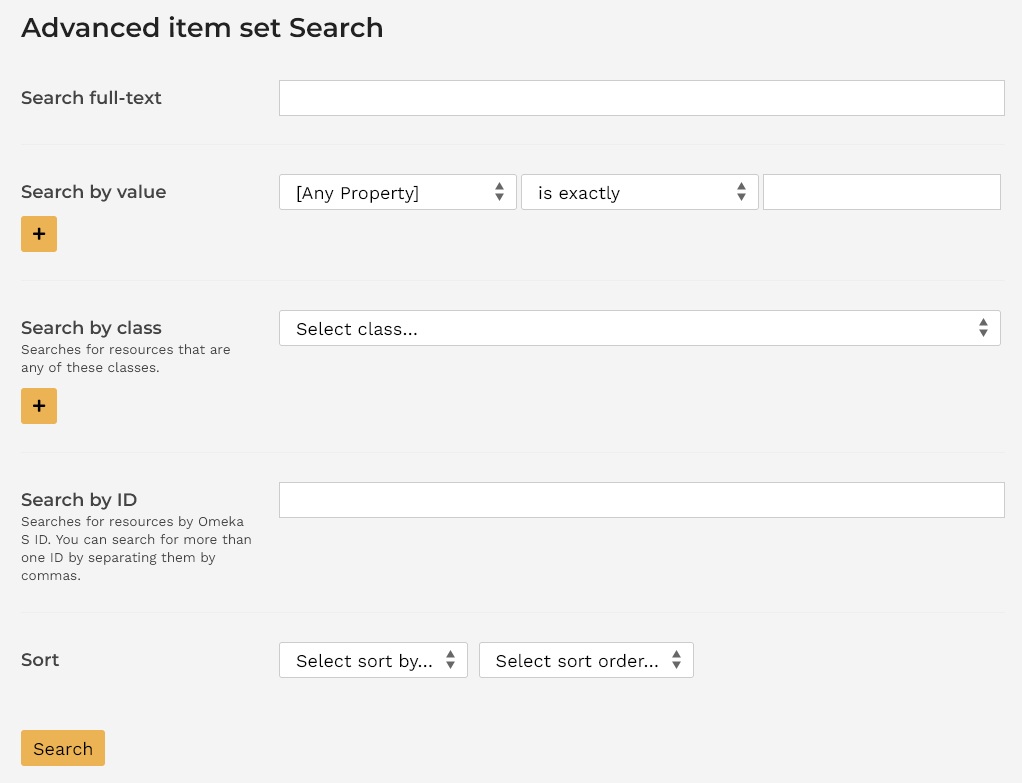 Advanced item set Search
Search full-text
Search by value
[Any Property]
is exactly
+
Search by class
Searches for resources that are
any of these classes.
Select class...
+
Search by ID
Searches for resources by Omeka
S ID. You can search for more than
one ID by separating them by
commas.
Sort
Select sort by...
Select sort order...
Search